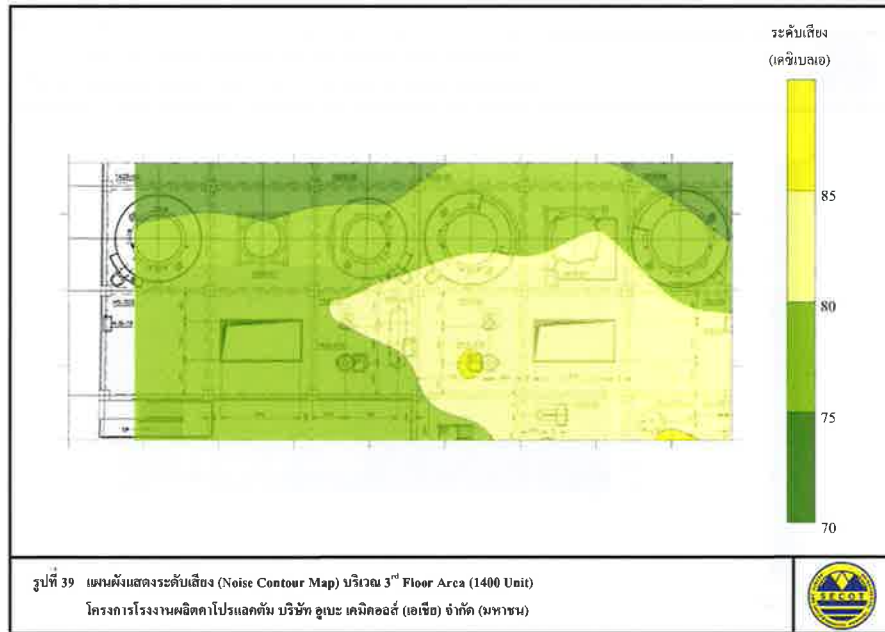 ระดับเสียง
(เดซิเบลเอ)
85
80
75
70
รูปที่ 39 แผนผังแสดงระดับเสียง (Noise Contour Map) บริเวณ 3rd Floor Area (1400 Unit)
โครงการโรงงานผลิตคาโปรแลคตัม บริษัท อูเบะ เคมิคอลส์ (เอเชีย) จำกัด (มหาชน)
SECOT